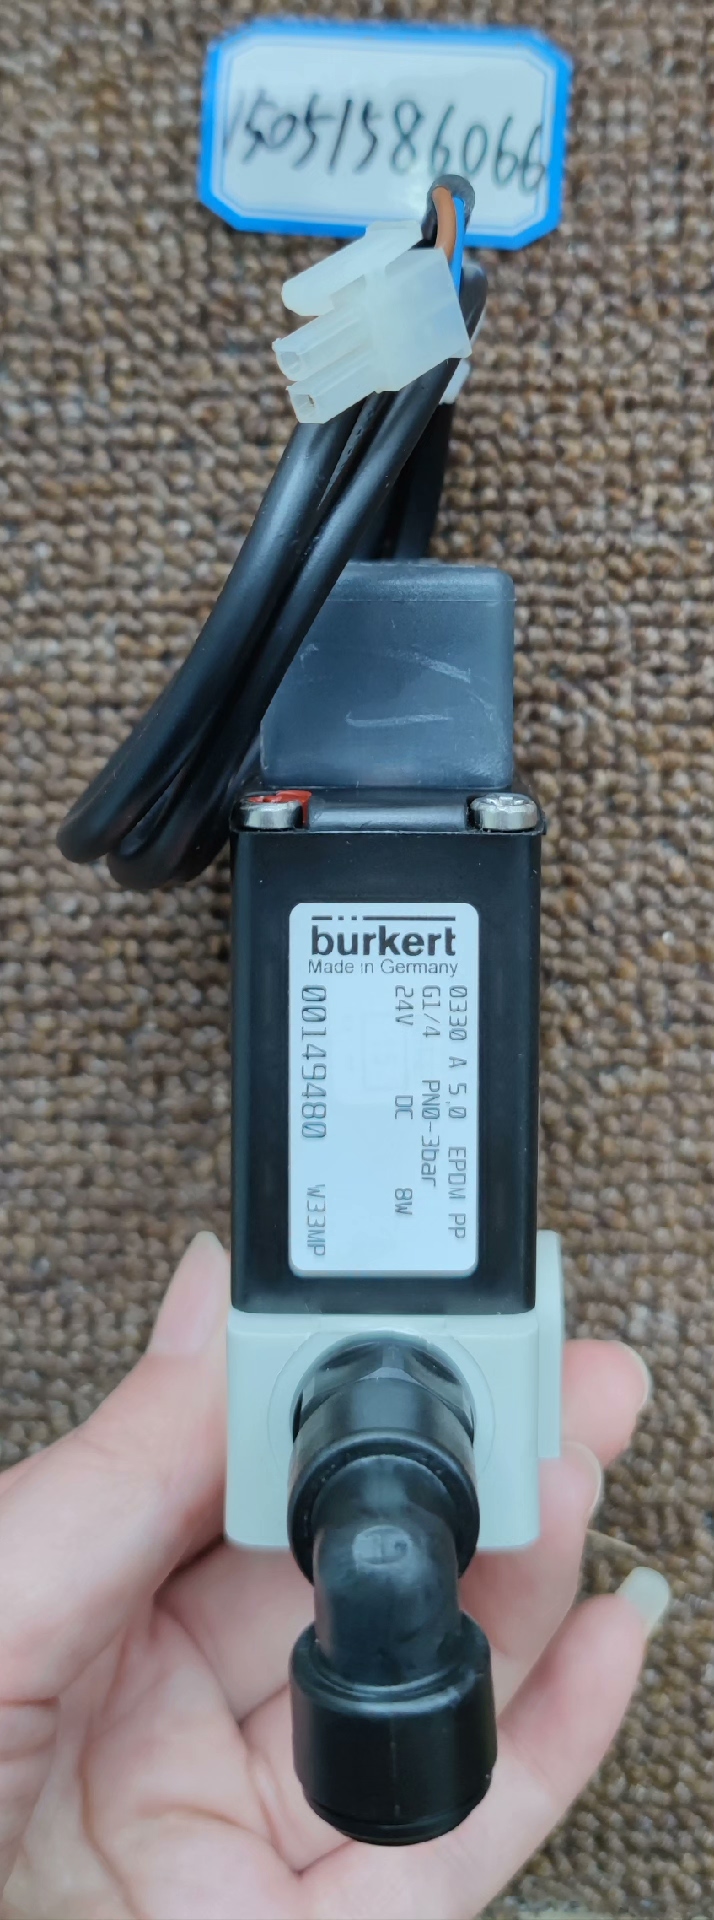 15051586066
bürkert
Made in Germany
0330 A 5,0 EPDM PP
G1/4 PN0-3bar
24V DC 8W
00149480 W33MP